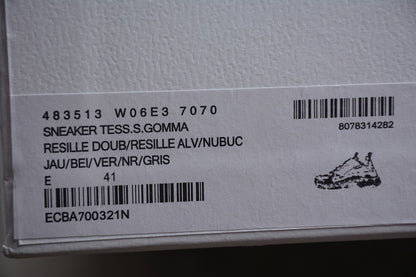 483513 W06E3 7070
SNEAKER TESS.S.GOMMA
8078314282
RESILLE DOUB/RESILLE ALV/NUBUC
JAU/BEI/VER/NR/GRIS
E 41
ECBA700321N